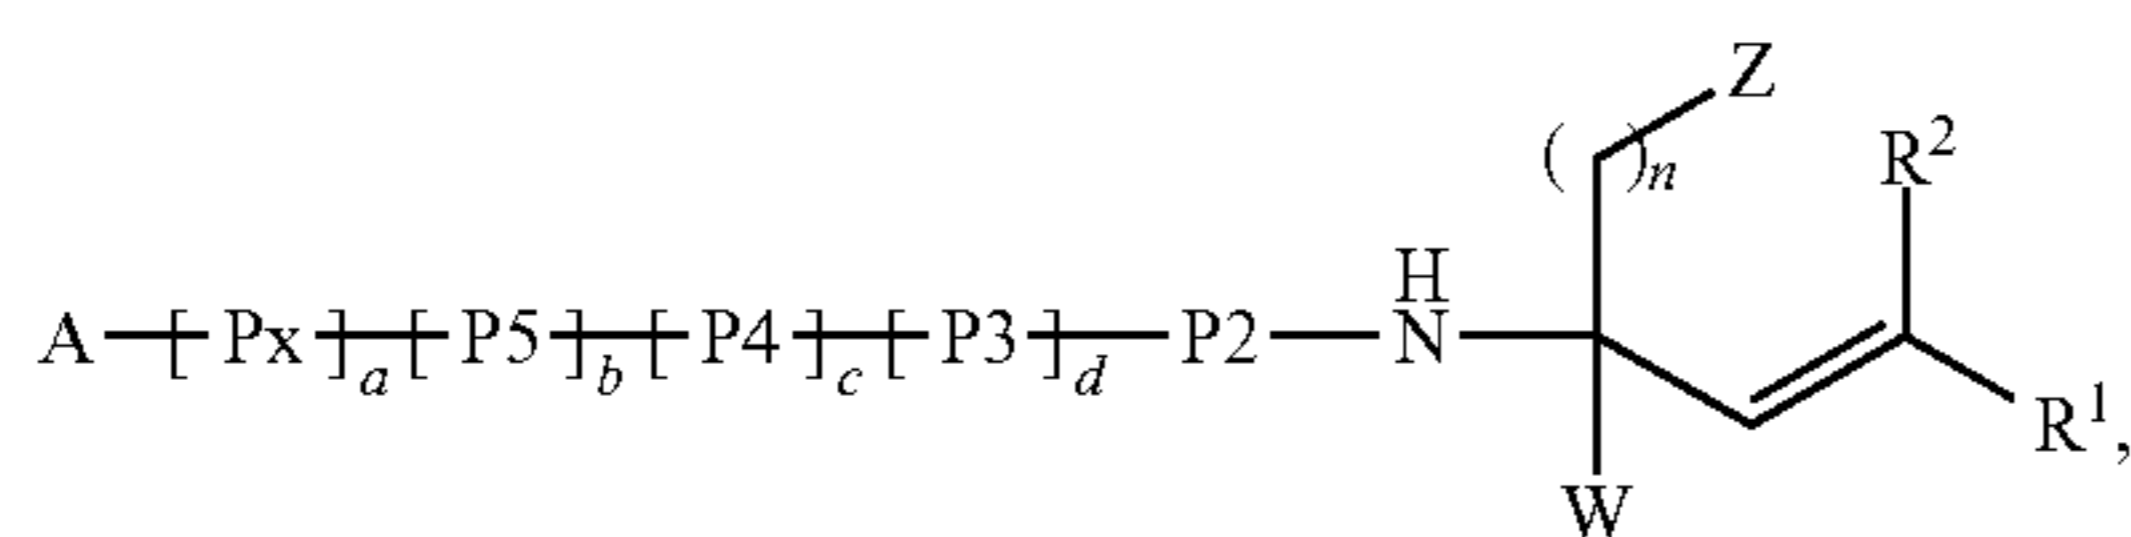 Z
( )n
R2
H
A [ Px ]a [ P5 ]b [ P4 ]c [ P3 ]d P2 N
R1,
W